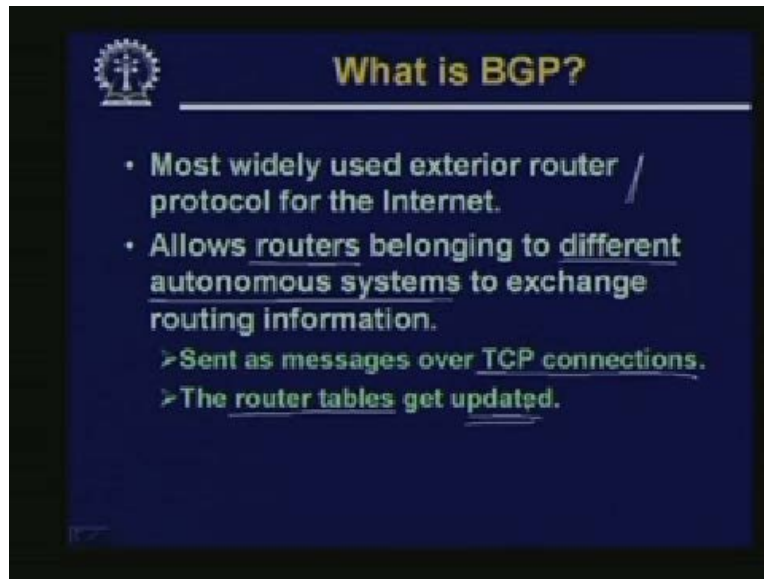 What is BGP?
• Most widely used exterior router
protocol for the Internet.
• Allows routers belonging to different
autonomous systems to exchange
routing information.
➢Sent as messages over TCP connections.
➢The router tables get updated.